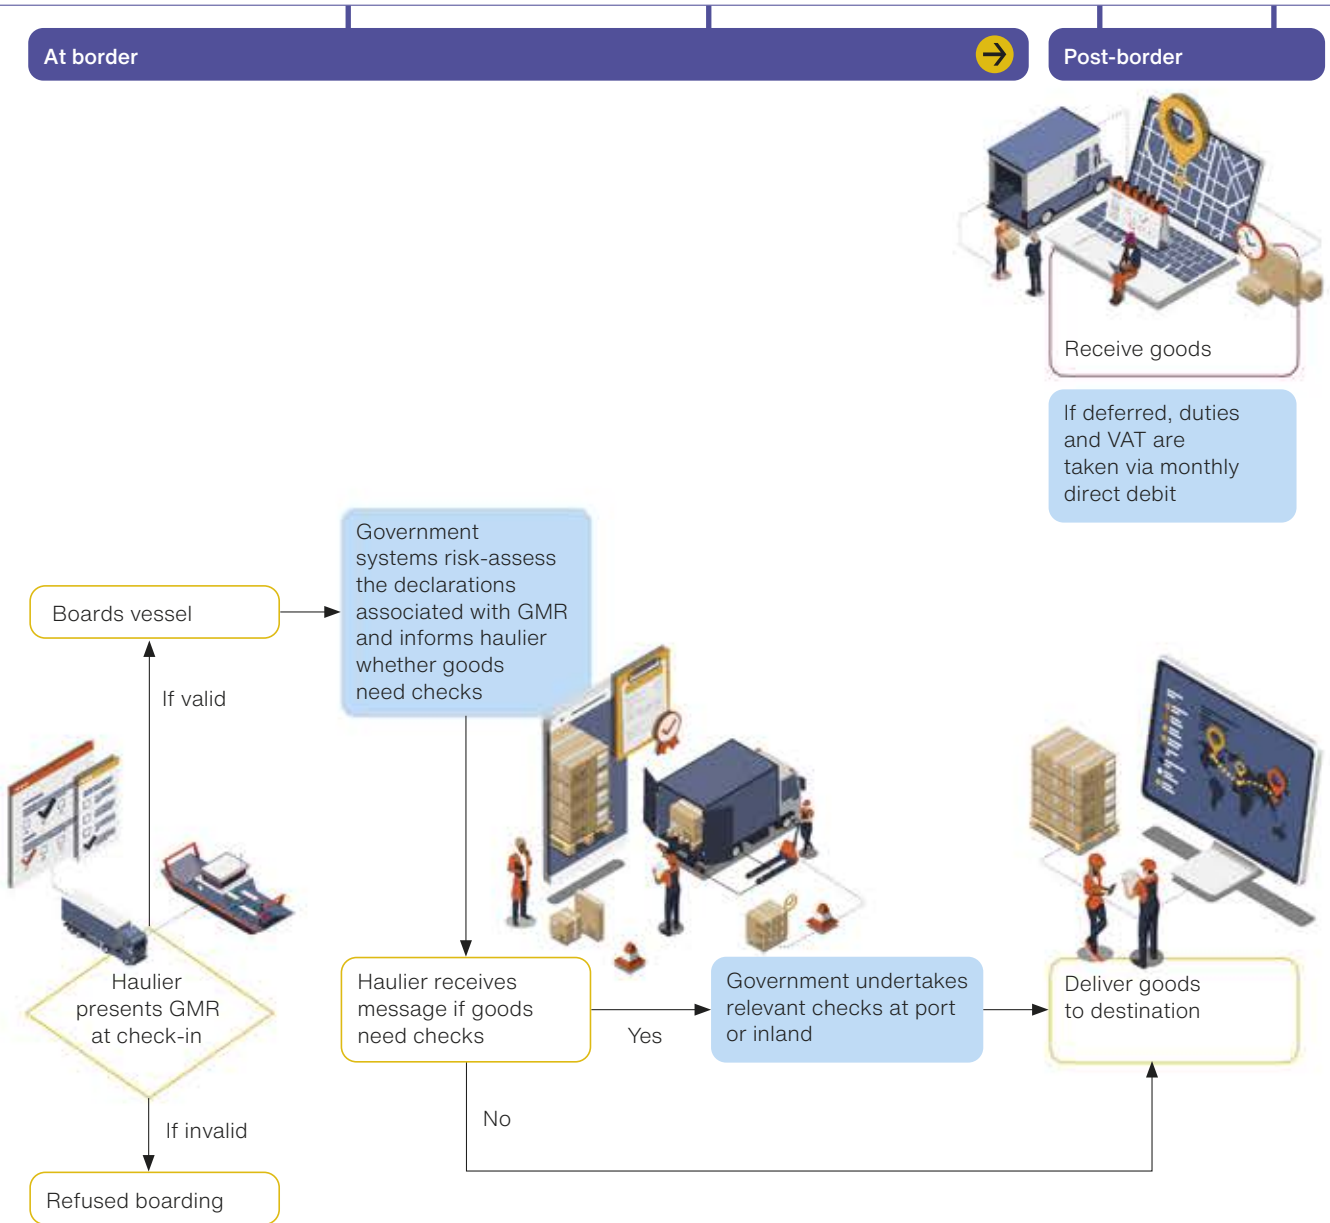 At border
Post-border
Receive goods
If deferred, duties
and VAT are
taken via monthly
direct debit
Government
systems risk-assess
the declarations
associated with GMR
and informs haulier
whether goods
need checks
Boards vessel
If valid
Haulier
presents GMR
at check-in
If invalid
Refused boarding
Haulier receives
message if goods
need checks
Yes
No
Government undertakes
relevant checks at port
or inland
Deliver goods
to destination